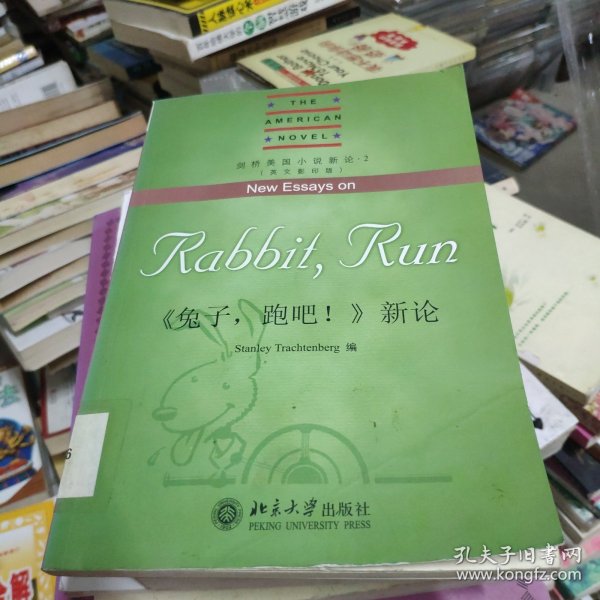 THE
AMERICAN
NOVEL
剑桥美国小说新论·2
(英文影印版)
New Essays on
Rabbit, Run
《兔子，跑吧！》新论
Stanley Trachtenberg 编
6
北京大学出版社
PEKING UNIVERSITY PRESS
孔夫子旧书网
www.kongfz.com